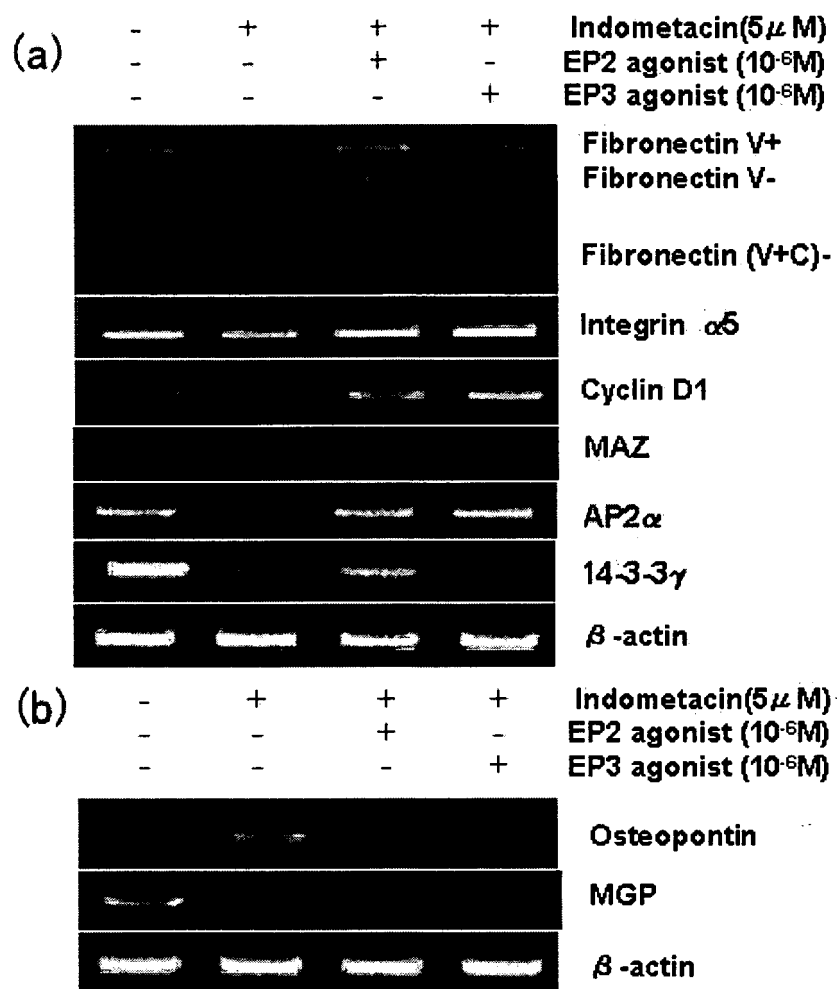 (a)
- + + + Indometacin(5μM)
- - + - EP2 agonist (10-6M)
- - - + EP3 agonist (10-6M)
Fibronectin V+
Fibronectin V-
Fibronectin (V+C)-
Integrin α5
Cyclin D1
MAZ
AP2α
14-3-3γ
β-actin
(b)
- + + + Indometacin(5μM)
- - + - EP2 agonist (10-6M)
- - - + EP3 agonist (10-6M)
Osteopontin
MGP
β-actin